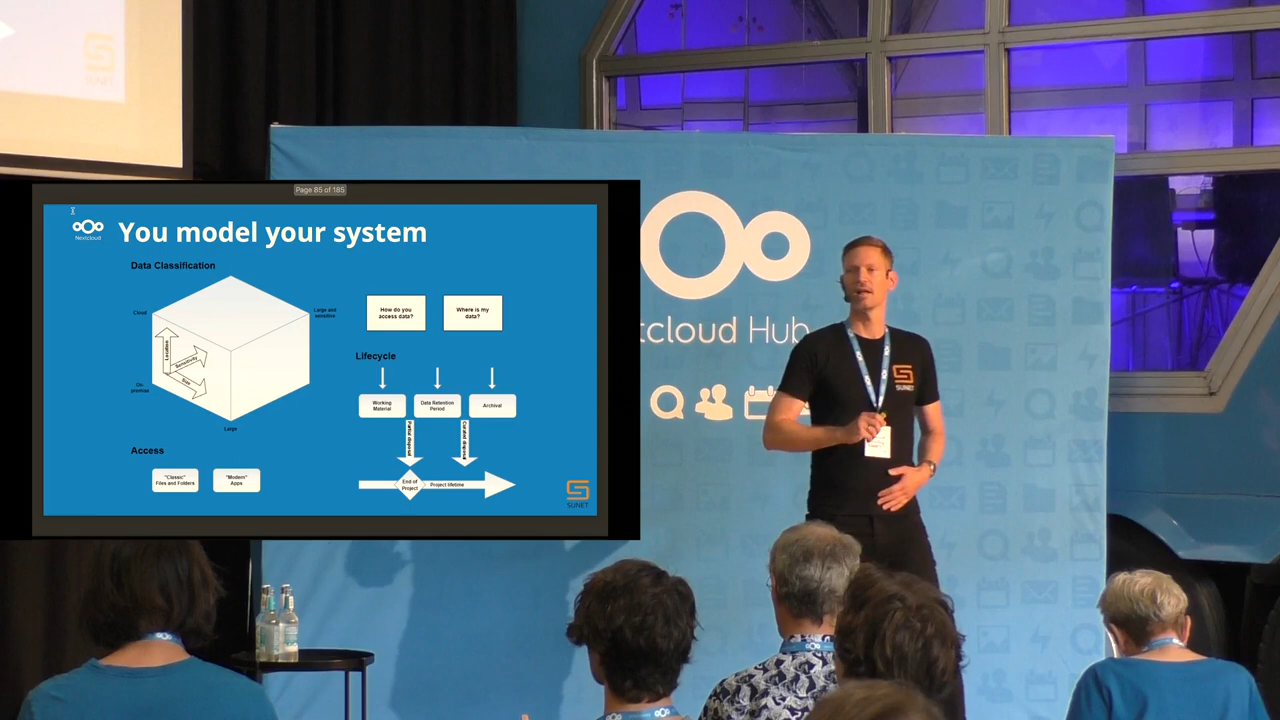 SUNET
Page 85 of 185
Nextcloud
You model your system
Data Classification
Cloud
Large and
sensitive
Location
Sensitivity
Size
On
premise
Large
How do you
access data?
Where is my
data?
Lifecycle
Working
Material
Data Retention
Period
Archival
Partial disposal
Curated disposal
End of
Project
Project lifetime
Access
"Classic"
Files and Folders
"Modern"
Apps
SUNET
tcloud Hub
SUNET